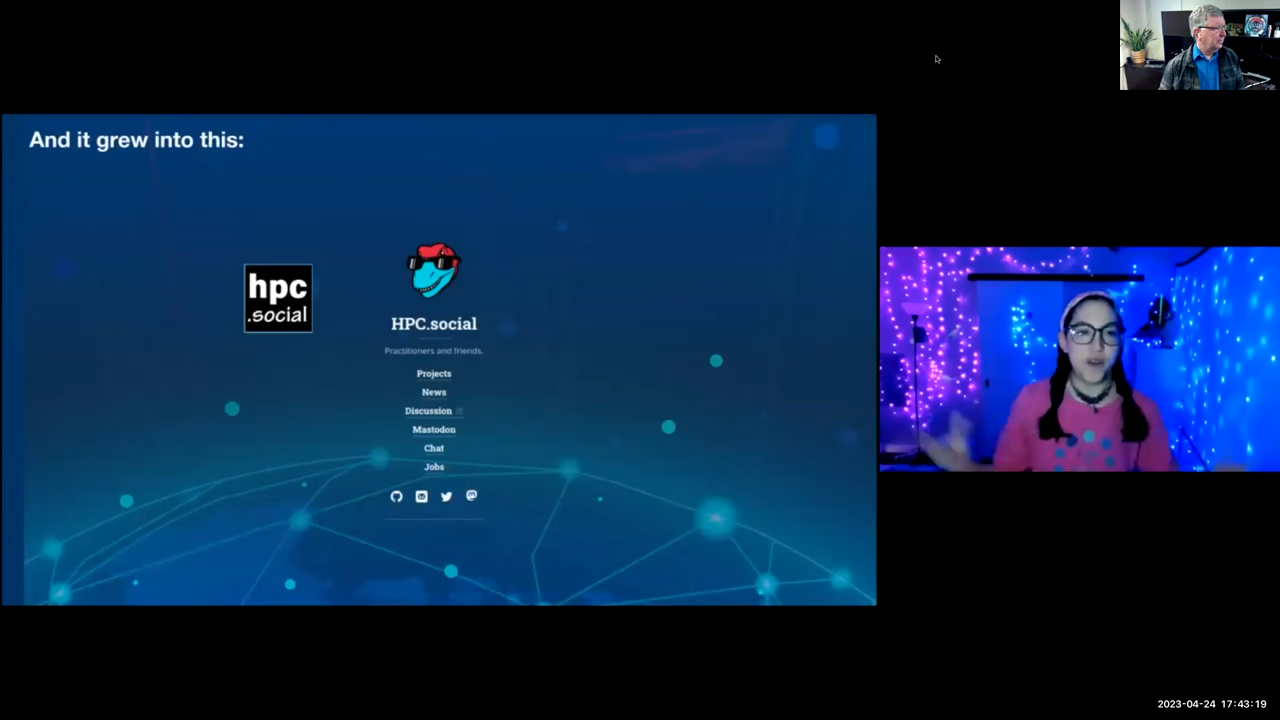 And it grew into this:
hpc
.social
HPC.social
Practitioners and friends.
Projects
News
Discussion
Mastodon
Chat
Jobs
2023-04-24 17:43:19